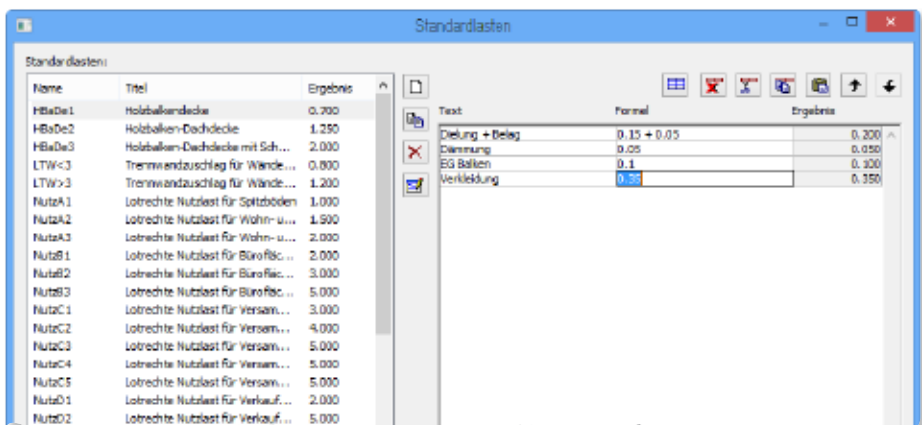 Standardlasten
Standardlasten:
Name Titel Ergebnis
HBaDe1 Holzbalkendecke 0.700
HBaDe2 Holzbalken-Dachdecke 1.250
HBaDe3 Holzbalken-Dachdecke mit Sch... 2.000
LTW<3 Trennwandzuschlag für Wände... 0.800
LTW>3 Trennwandzuschlag für Wände... 1.200
NutzA1 Lotrechte Nutzlast für Spitzböden 1.000
NutzA2 Lotrechte Nutzlast für Wohn- u... 1.500
NutzA3 Lotrechte Nutzlast für Wohn- u... 2.000
NutzB1 Lotrechte Nutzlast für Bürofläc... 2.000
NutzB2 Lotrechte Nutzlast für Bürofläc... 3.000
NutzB3 Lotrechte Nutzlast für Bürofläc... 5.000
NutzC1 Lotrechte Nutzlast für Versam... 3.000
NutzC2 Lotrechte Nutzlast für Versam... 4.000
NutzC3 Lotrechte Nutzlast für Versam... 5.000
NutzC4 Lotrechte Nutzlast für Versam... 5.000
NutzC5 Lotrechte Nutzlast für Versam... 5.000
NutzD1 Lotrechte Nutzlast für Verkauf... 2.000
NutzD2 Lotrechte Nutzlast für Verkauf... 5.000
Text Formel Ergebnis
Dielung + Belag 0.15 + 0.05 0.200
Dämmung 0.05 0.050
EG Balken 0.1 0.100
Verkleidung 0.35 0.350